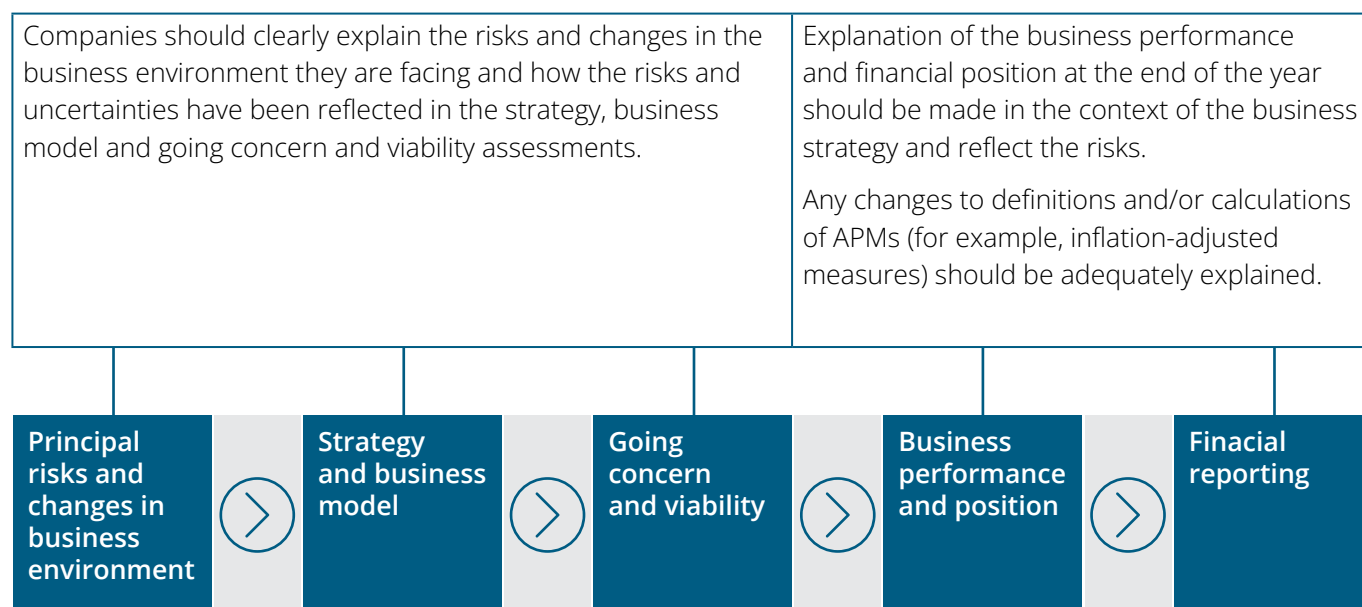 Companies should clearly explain the risks and changes in the
business environment they are facing and how the risks and
uncertainties have been reflected in the strategy, business
model and going concern and viability assessments.
Explanation of the business performance
and financial position at the end of the year
should be made in the context of the business
strategy and reflect the risks.
Any changes to definitions and/or calculations
of APMs (for example, inflation-adjusted
measures) should be adequately explained.
Principal
risks and
changes in
business
environment
Strategy
and business
model
Going
concern
and viability
Business
performance
and position
Finacial
reporting